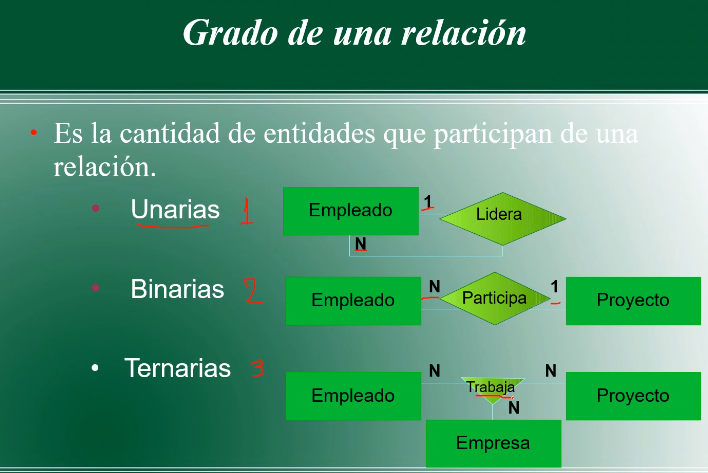 Grado de una relación
• Es la cantidad de entidades que participan de una
relación.
• Unarias 1
Empleado 1 Lidera
N
• Binarias 2
Empleado N Participa 1 Proyecto
• Ternarias 3
Empleado N Trabaja N Proyecto
N
Empresa